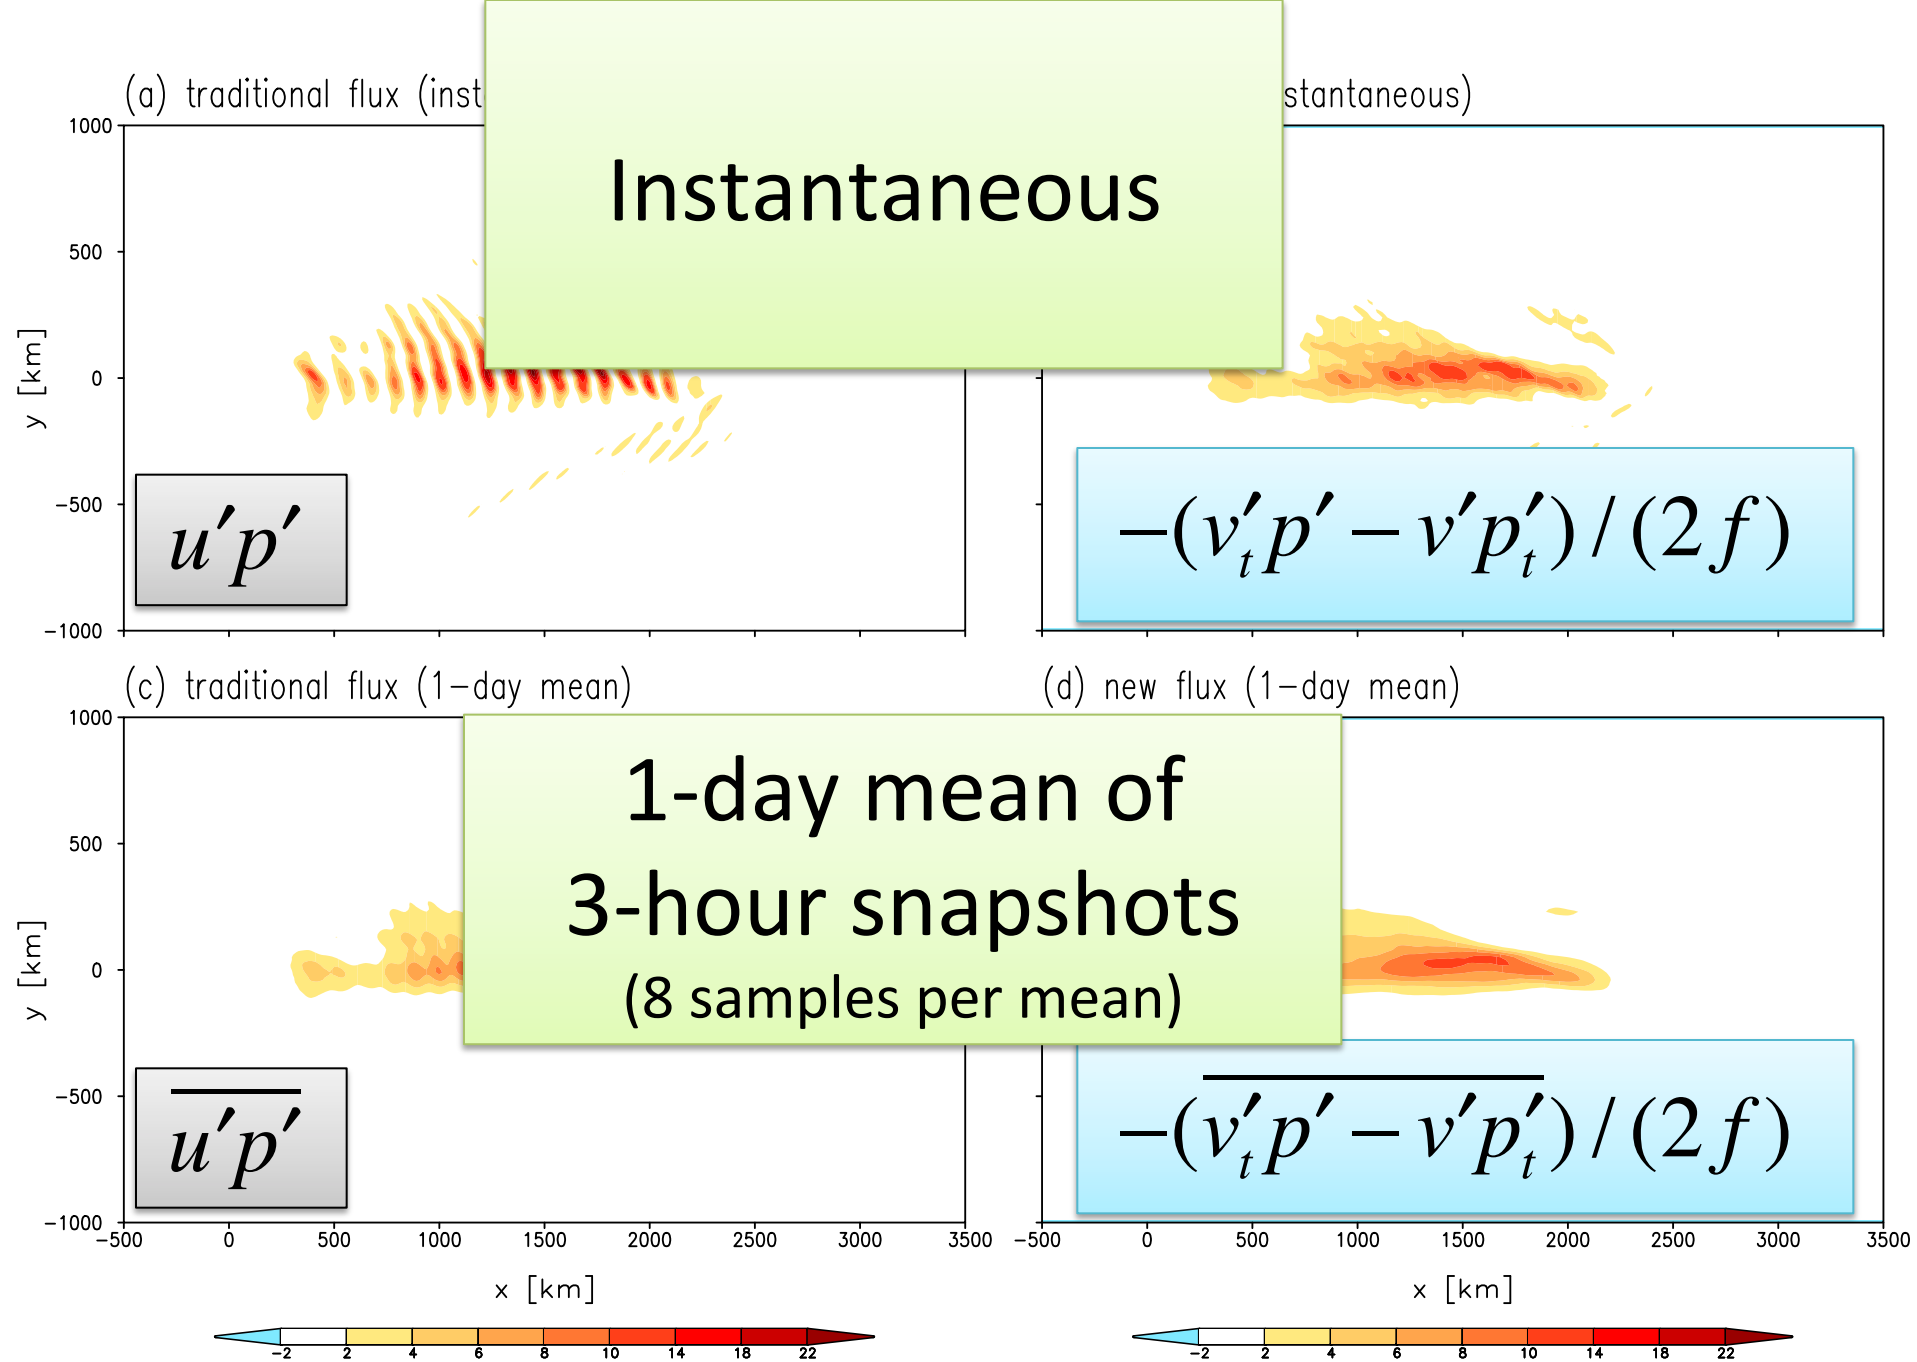 (a) traditional flux (inst
stantaneous)
Instantaneous
1000
500
0
−500
−1000
y [km]
u′p′
−(v′ₜp′ − v′p′ₜ) / (2f)
(c) traditional flux (1−day mean)
(d) new flux (1−day mean)
1-day mean of
3-hour snapshots
(8 samples per mean)
1000
500
0
−500
−1000
y [km]
u̅′̅p̅′̅
−(v̅′̅ₜ̅p̅′̅ ̅−̅ ̅v̅′̅p̅′̅ₜ̅) / (2f)
−500 0 500 1000 1500 2000 2500 3000 3500
−500 0 500 1000 1500 2000 2500 3000 3500
x [km]
x [km]
−2 2 4 6 8 10 14 18 22
−2 2 4 6 8 10 14 18 22